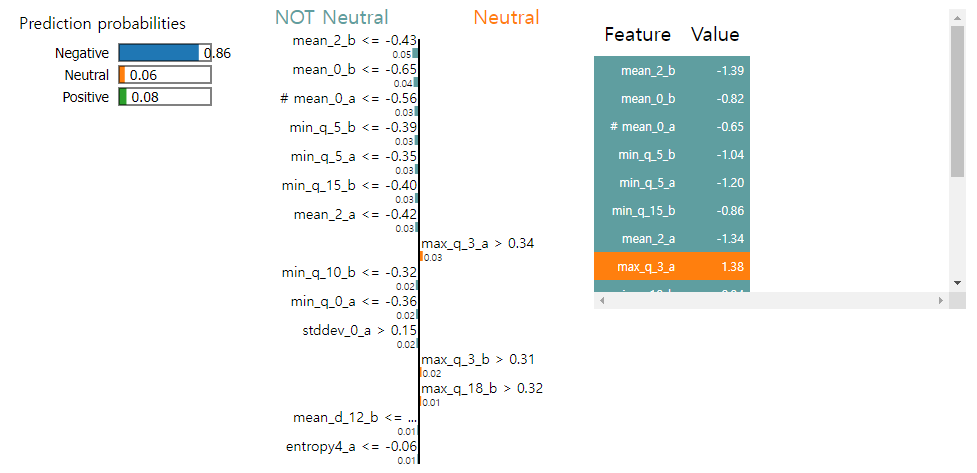 Prediction probabilities
Negative 0.86
Neutral 0.06
Positive 0.08
NOT Neutral Neutral
mean_2_b <= -0.43
0.05
mean_0_b <= -0.65
0.04
# mean_0_a <= -0.56
0.03
min_q_5_b <= -0.39
0.03
min_q_5_a <= -0.35
0.03
min_q_15_b <= -0.40
0.03
mean_2_a <= -0.42
0.03
max_q_3_a > 0.34
0.03
min_q_10_b <= -0.32
0.02
min_q_0_a <= -0.36
0.02
stddev_0_a > 0.15
0.02
max_q_3_b > 0.31
0.02
max_q_18_b > 0.32
0.01
mean_d_12_b <= ...
0.01
entropy4_a <= -0.06
0.01
Feature Value
mean_2_b -1.39
mean_0_b -0.82
# mean_0_a -0.65
min_q_5_b -1.04
min_q_5_a -1.20
min_q_15_b -0.86
mean_2_a -1.34
max_q_3_a 1.38